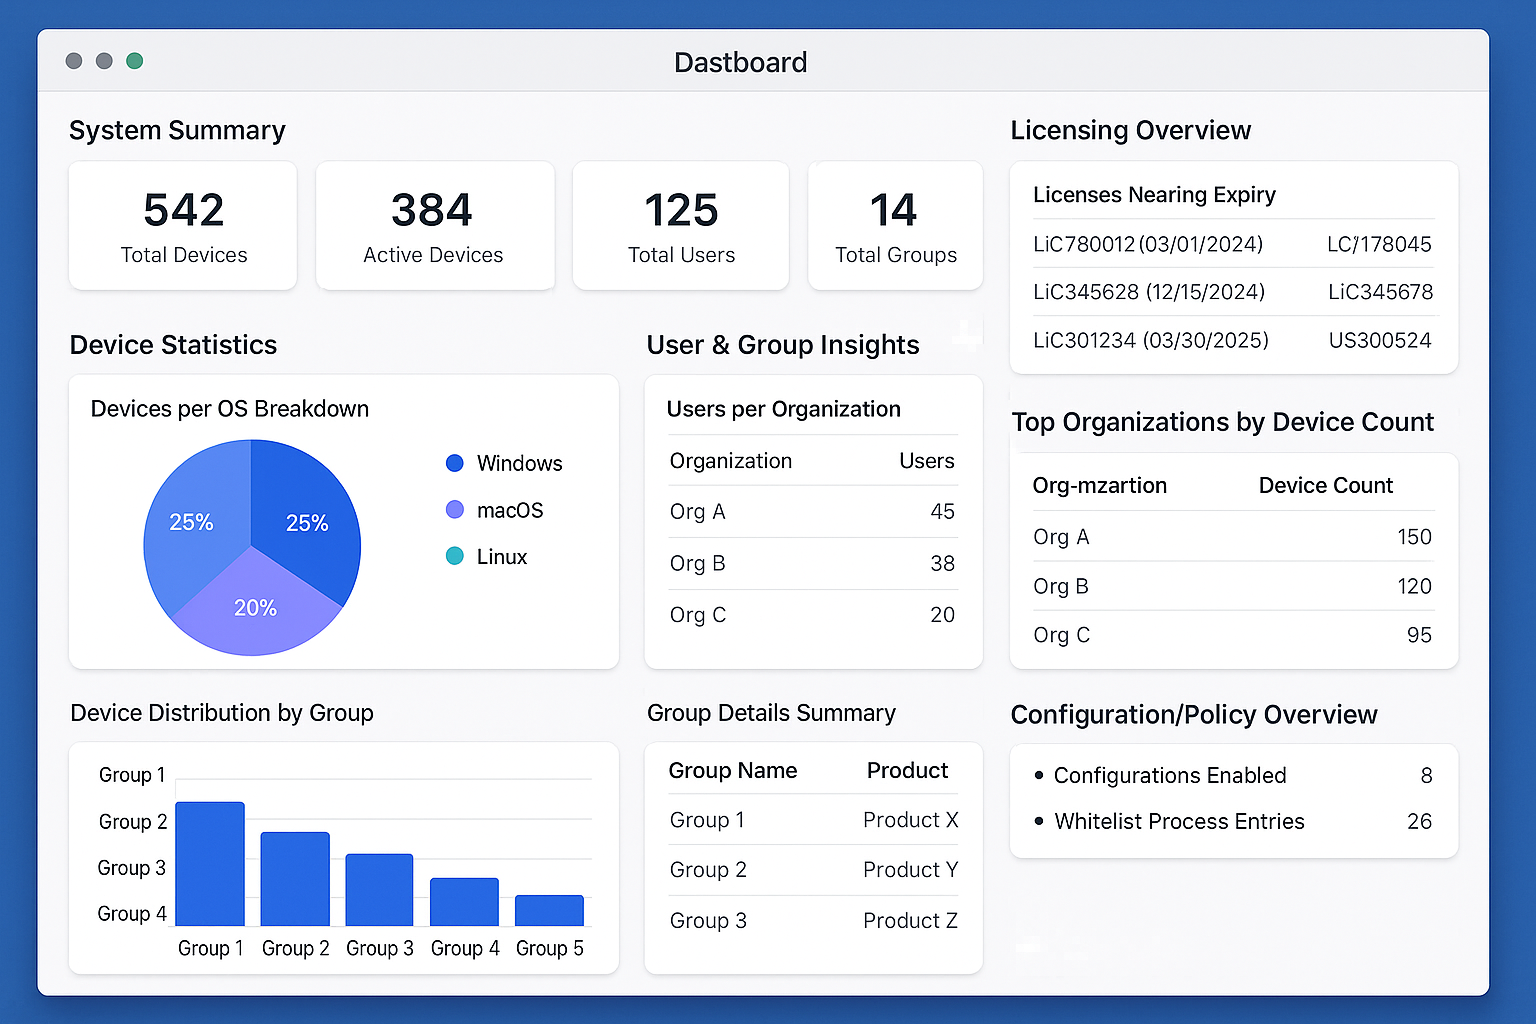 Dastboard
System Summary
542
Total Devices
384
Active Devices
125
Total Users
14
Total Groups
Licensing Overview
Licenses Nearing Expiry
LiC780012 (03/01/2024) LC/178045
LiC345628 (12/15/2024) LiC345678
LiC301234 (03/30/2025) US300524
Device Statistics
Devices per OS Breakdown
25%
25%
20%
Windows
macOS
Linux
User & Group Insights
Users per Organization
Organization Users
Org A 45
Org B 38
Org C 20
Top Organizations by Device Count
Org-mzartion Device Count
Org A 150
Org B 120
Org C 95
Device Distribution by Group
Group 1
Group 2
Group 3
Group 4
Group 1 Group 2 Group 3 Group 4 Group 5
Group Details Summary
Group Name Product
Group 1 Product X
Group 2 Product Y
Group 3 Product Z
Configuration/Policy Overview
• Configurations Enabled 8
• Whitelist Process Entries 26